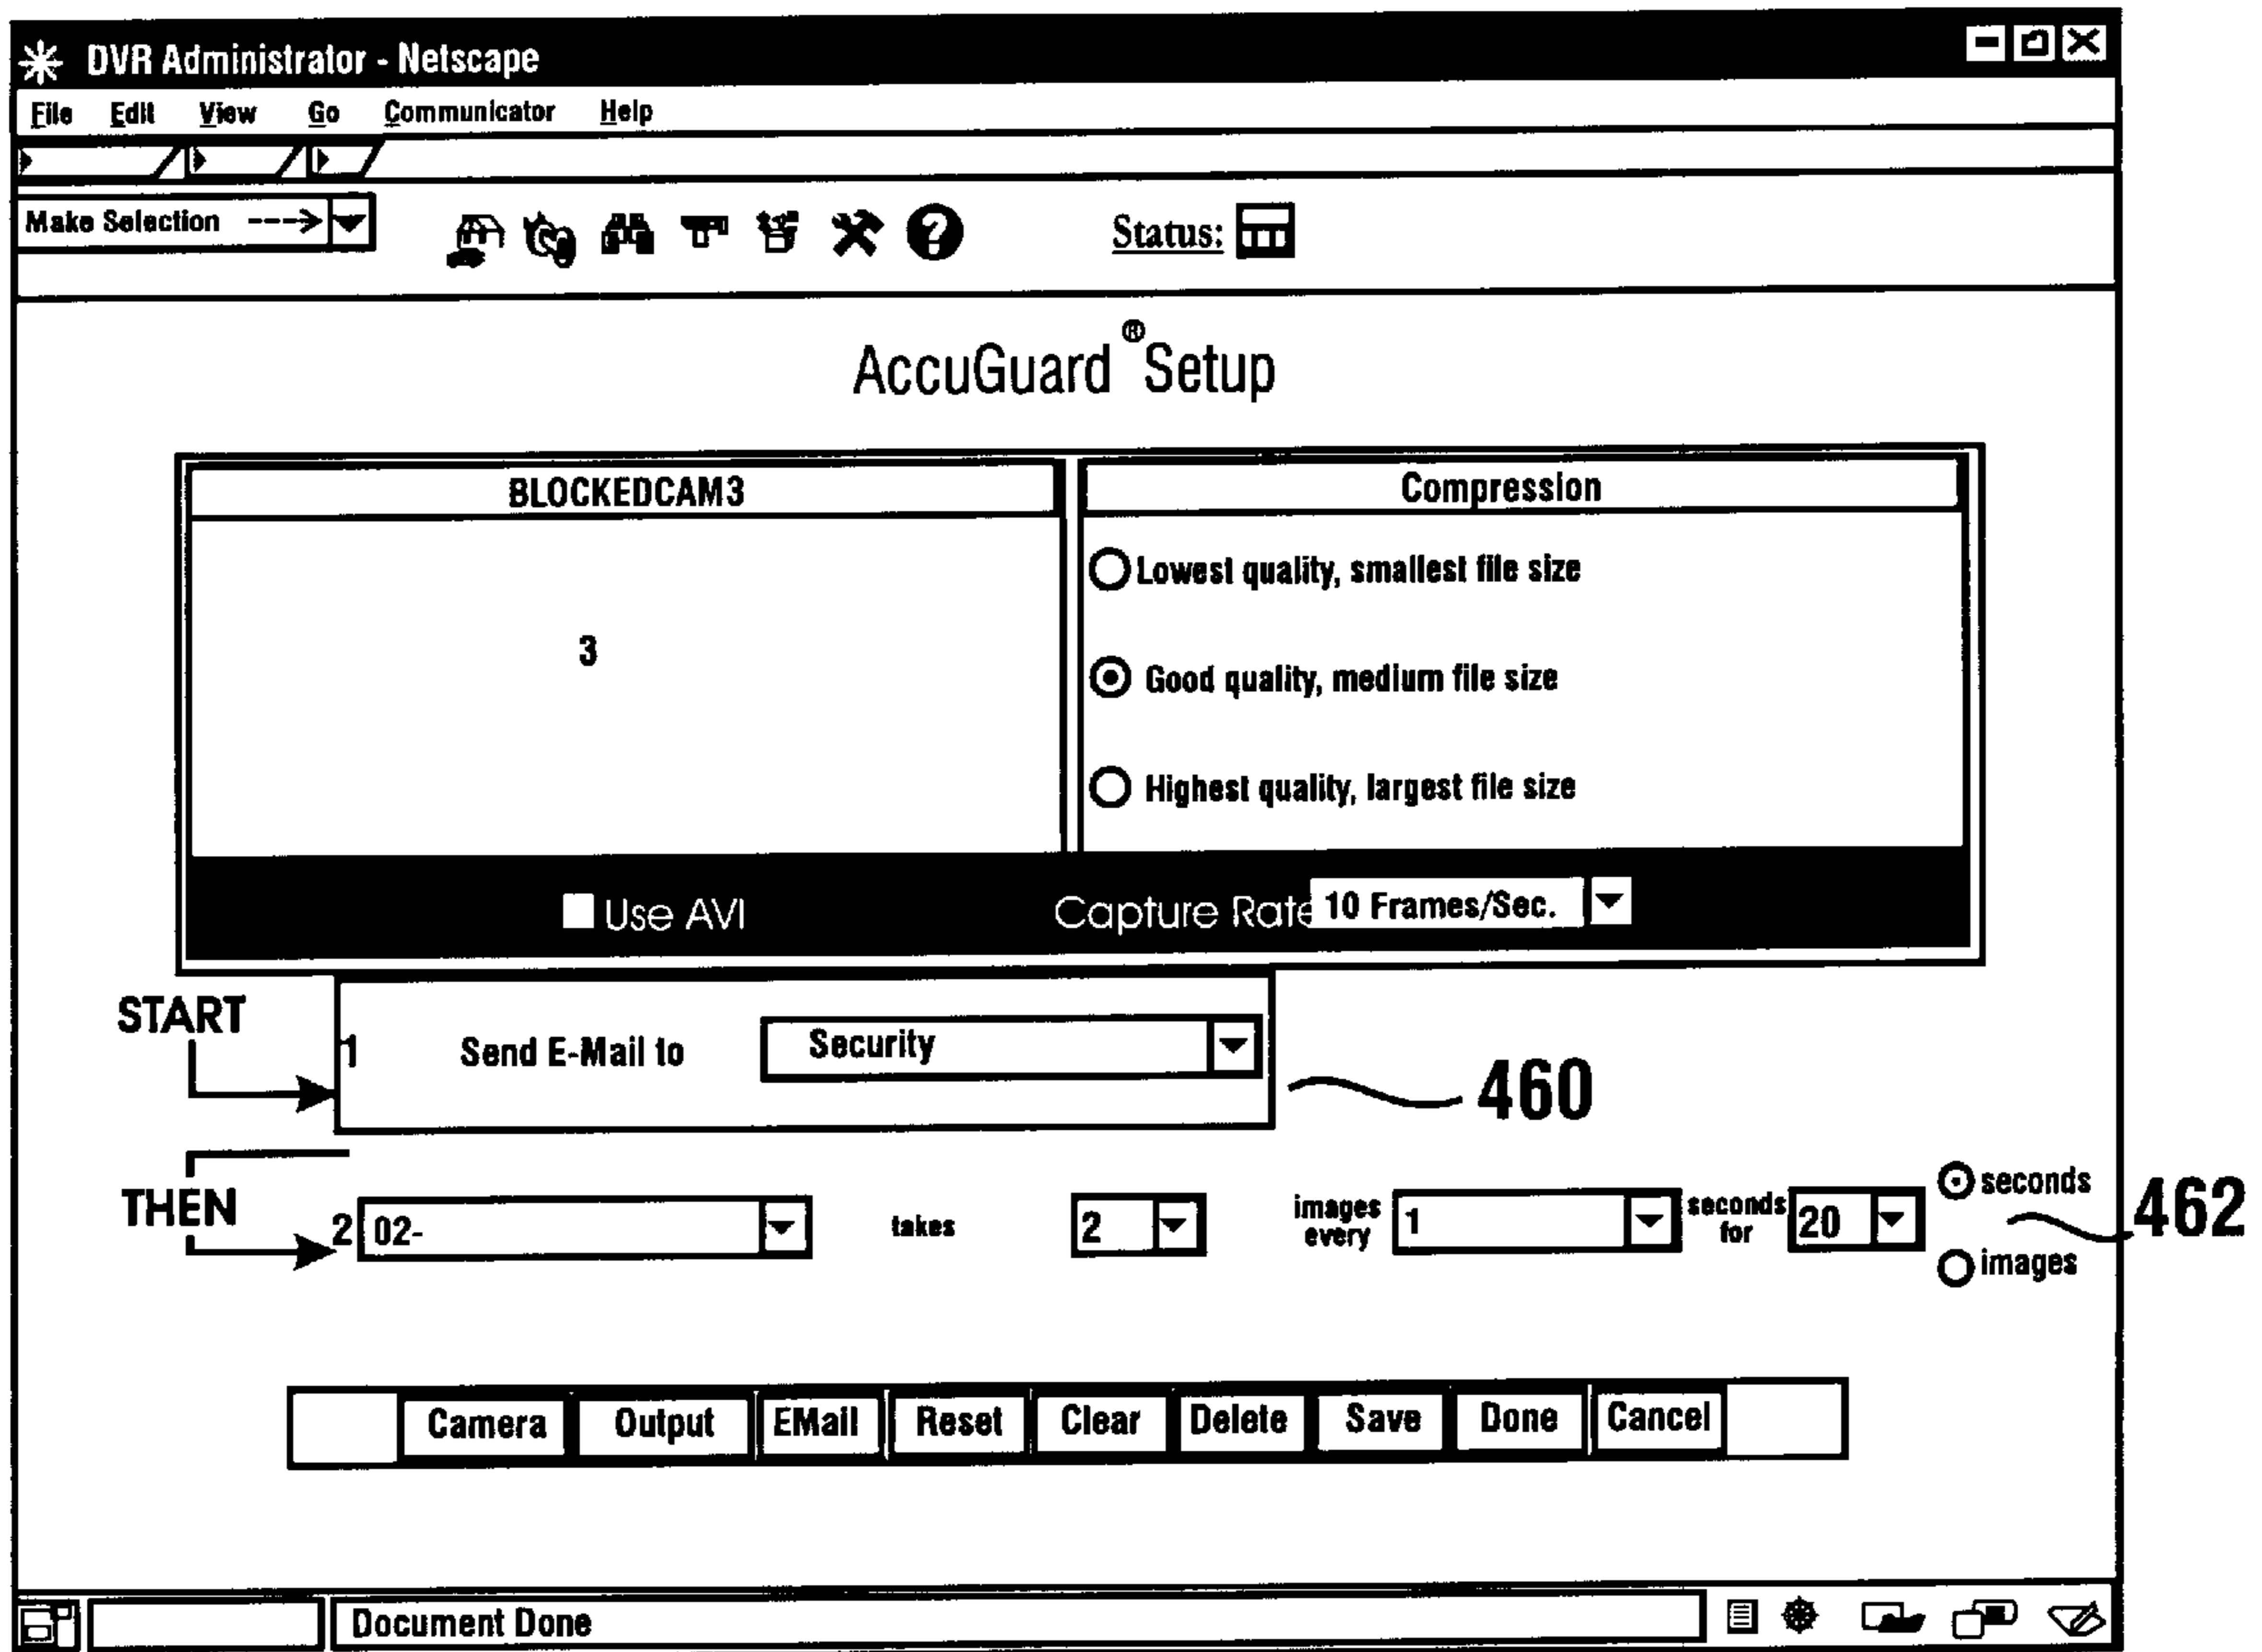 DVR Administrator - Netscape
File Edit View Go Communicator Help
Make Selection ---->
Status:
AccuGuard® Setup
BLOCKEDCAM3
Compression
3
Lowest quality, smallest file size
Good quality, medium file size
Highest quality, largest file size
Use AVI
Capture Rate 10 Frames/Sec.
START
1 Send E-Mail to Security
460
THEN
2 02- takes 2 images every 1 seconds for 20 seconds
images
462
Camera Output EMail Reset Clear Delete Save Done Cancel
Document Done